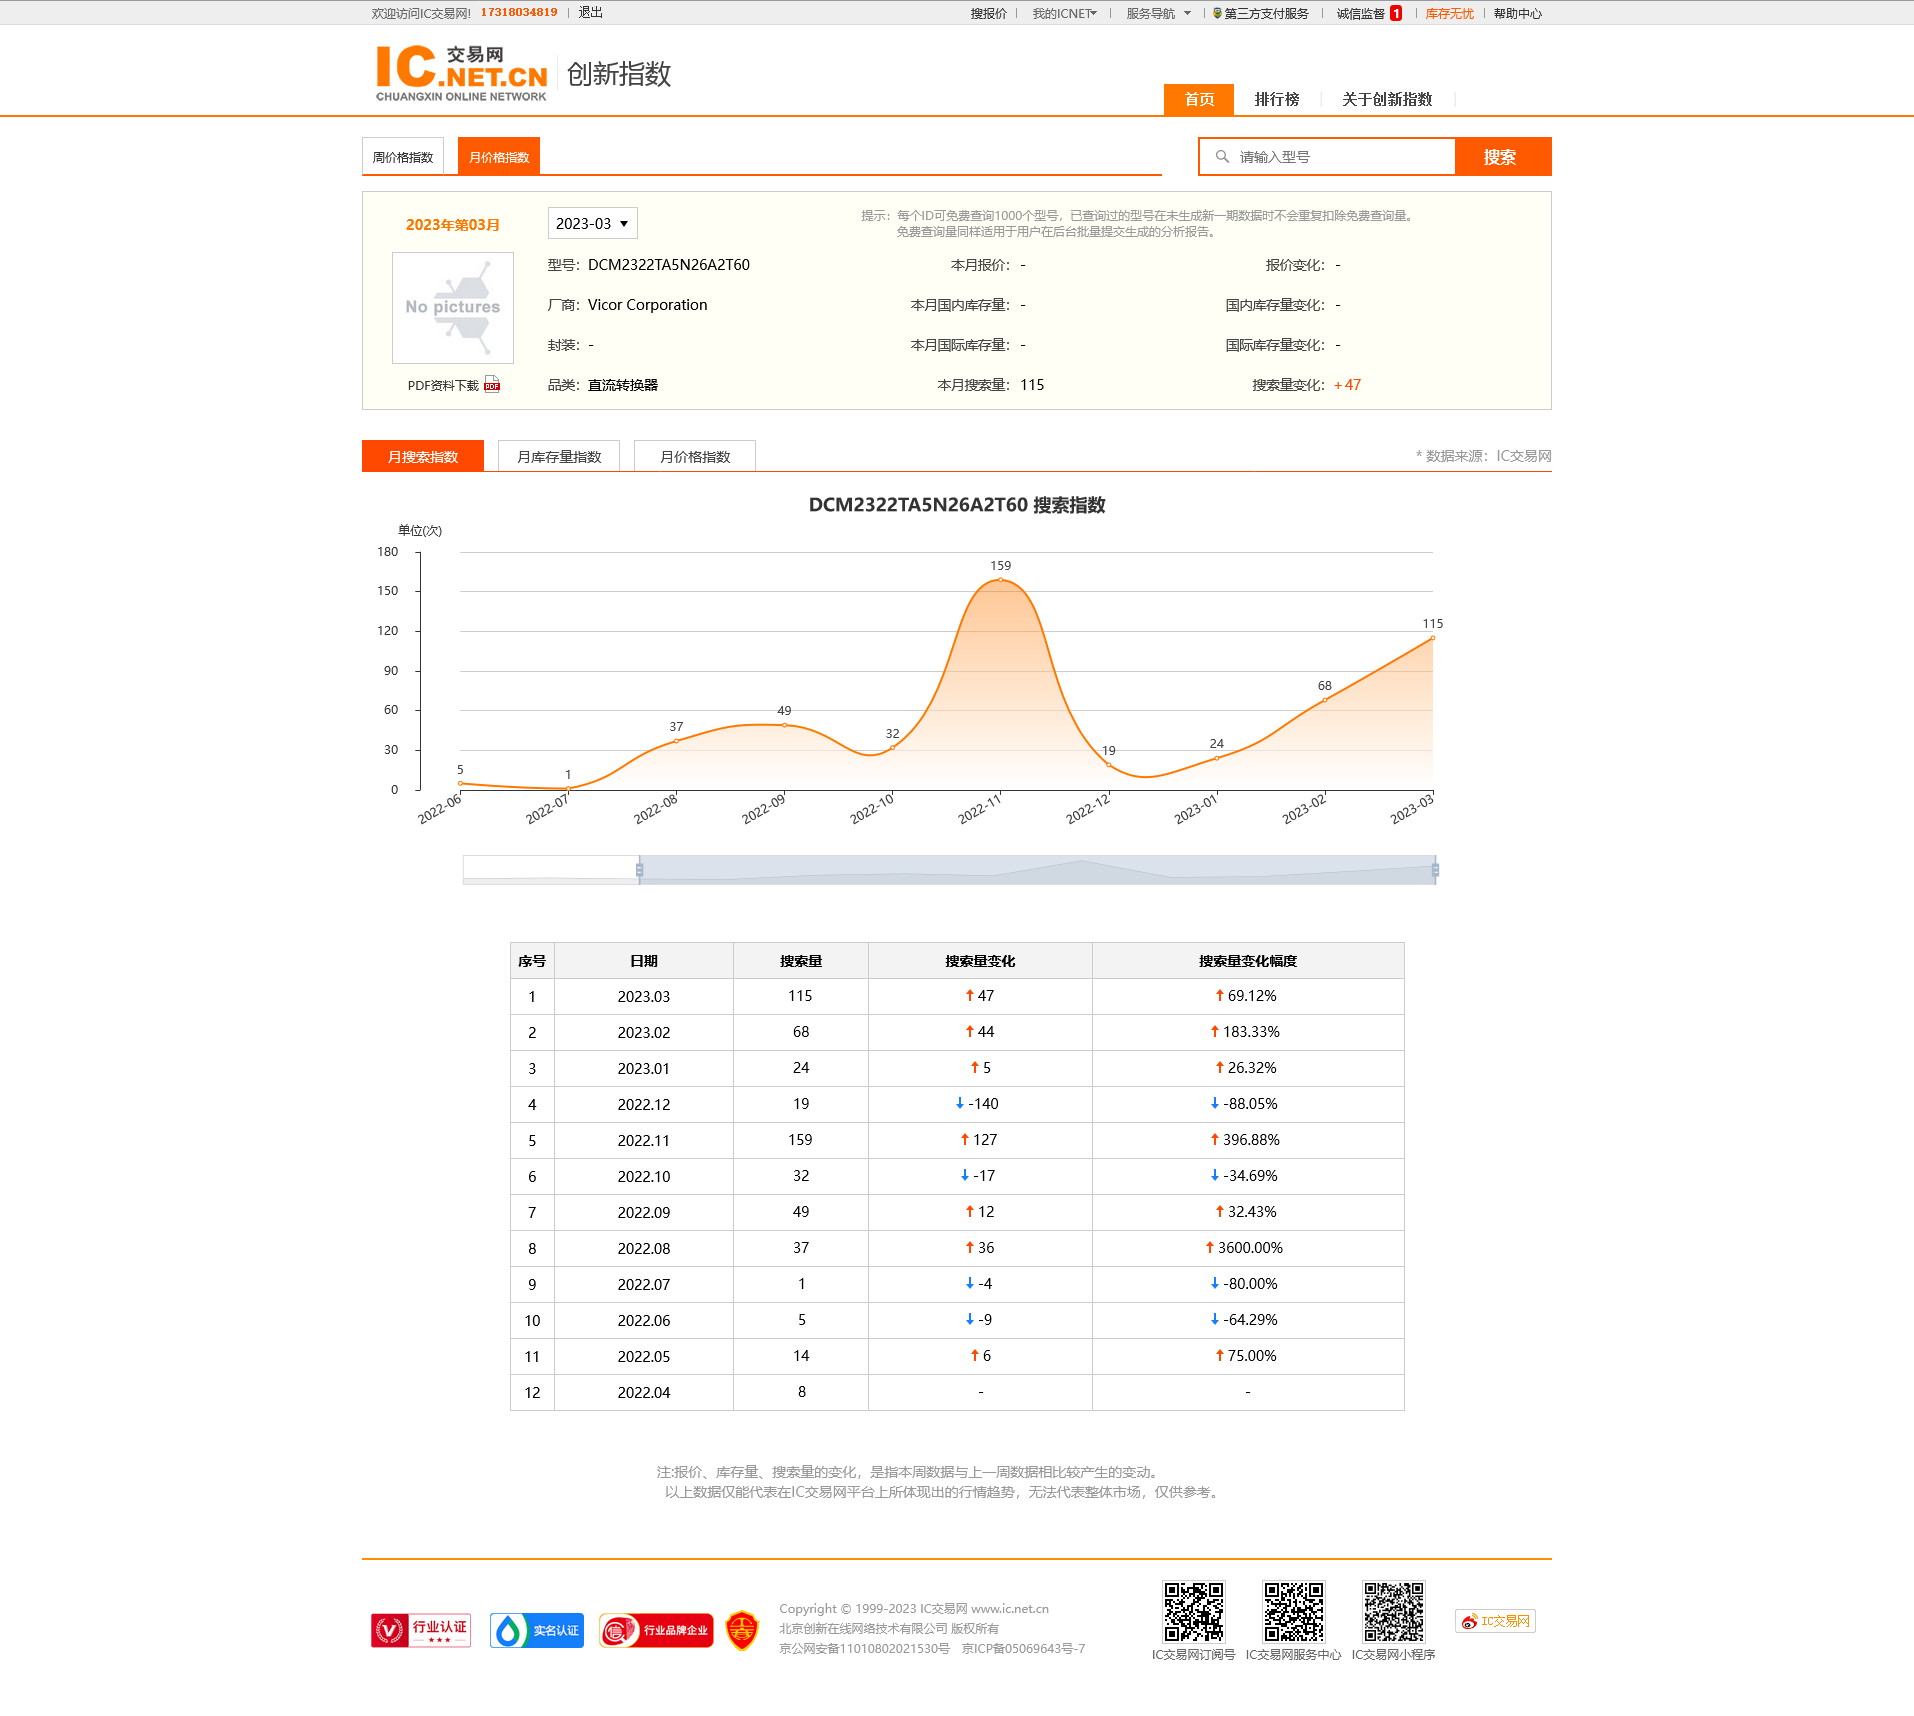 欢迎访问IC交易网! 17318034819 退出 搜报价 我的ICNET 服务导航 第三方支付服务 诚信监督 1 库存无忧 帮助中心
IC.NET.CN 交易网 创新指数
CHUANGXIN ONLINE NETWORK
首页 排行榜 关于创新指数
周价格指数 月价格指数 请输入型号 搜索
2023年第03月 2023-03 提示：每个ID可免费查询1000个型号，已查询过的型号在未生成新一期数据时不会重复扣除免费查询量。
免费查询量同样适用于用户在后台批量提交生成的分析报告。
型号：DCM2322TA5N26A2T60 本月报价：- 报价变化：-
No pictures
厂商：Vicor Corporation 本月国内库存量：- 国内库存量变化：-
封装：- 本月国际库存量：- 国际库存量变化：-
PDF资料下载 PDF 品类：直流转换器 本月搜索量：115 搜索量变化：+ 47
月搜索指数 月库存量指数 月价格指数 * 数据来源：IC交易网
DCM2322TA5N26A2T60 搜索指数
单位(次)
180
159
150
120
115
90
60
68
37
49
32
30
19
24
5
1
0
2022-06 2022-07 2022-08 2022-09 2022-10 2022-11 2022-12 2023-01 2023-02 2023-03
序号 日期 搜索量 搜索量变化 搜索量变化幅度
1 2023.03 115 47 69.12%
2 2023.02 68 44 183.33%
3 2023.01 24 5 26.32%
4 2022.12 19 -140 -88.05%
5 2022.11 159 127 396.88%
6 2022.10 32 -17 -34.69%
7 2022.09 49 12 32.43%
8 2022.08 37 36 3600.00%
9 2022.07 1 -4 -80.00%
10 2022.06 5 -9 -64.29%
11 2022.05 14 6 75.00%
12 2022.04 8 - -
注:报价、库存量、搜索量的变化，是指本周数据与上一周数据相比较产生的变动。
以上数据仅能代表在IC交易网平台上所体现出的行情趋势，无法代表整体市场，仅供参考。
行业认证 实名认证 信 行业品牌企业
Copyright © 1999-2023 IC交易网 www.ic.net.cn
北京创新在线网络技术有限公司 版权所有
京公网安备11010802021530号 京ICP备05069643号-7
IC交易网订阅号 IC交易网服务中心 IC交易网小程序
IC交易网